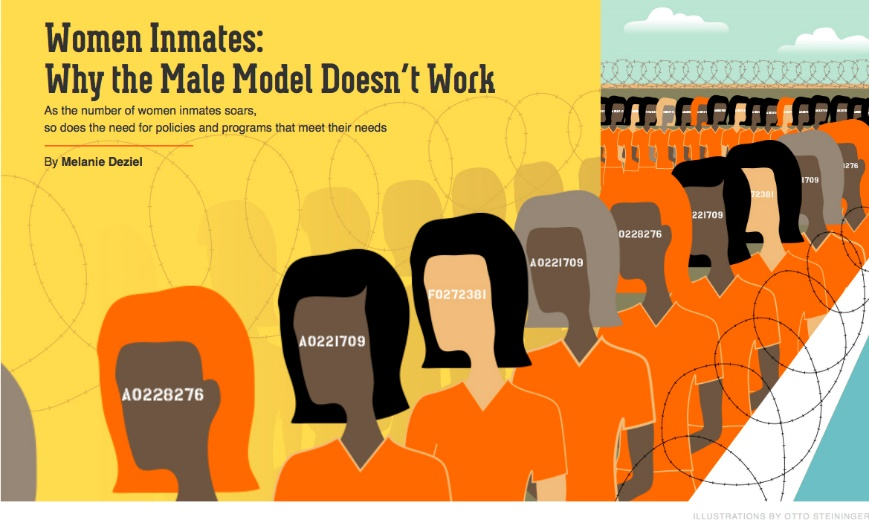 Women Inmates:
Why the Male Model Doesn't Work
As the number of women inmates soars,
so does the need for policies and programs that meet their needs
By Melanie Deziel
A0228276
A0221709
F0272381
A0221709
0228276
221709
72381
1709
276
ILLUSTRATIONS BY OTTO STEININGER